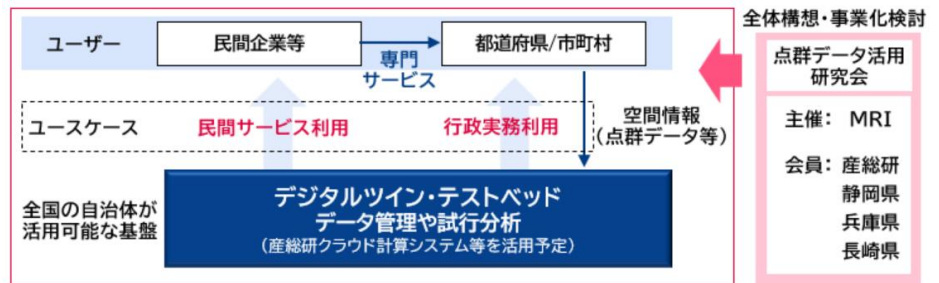 ユーザー
民間企業等
専門
サービス
都道府県/市町村
ユースケース
民間サービス利用
行政実務利用
空間情報
(点群データ等)
全国の自治体が
活用可能な基盤
デジタルツイン・テストベッド
データ管理や試行分析
(産総研クラウド計算システム等を活用予定)
全体構想・事業化検討
点群データ活用
研究会
主催: MRI
会員: 産総研
静岡県
兵庫県
長崎県